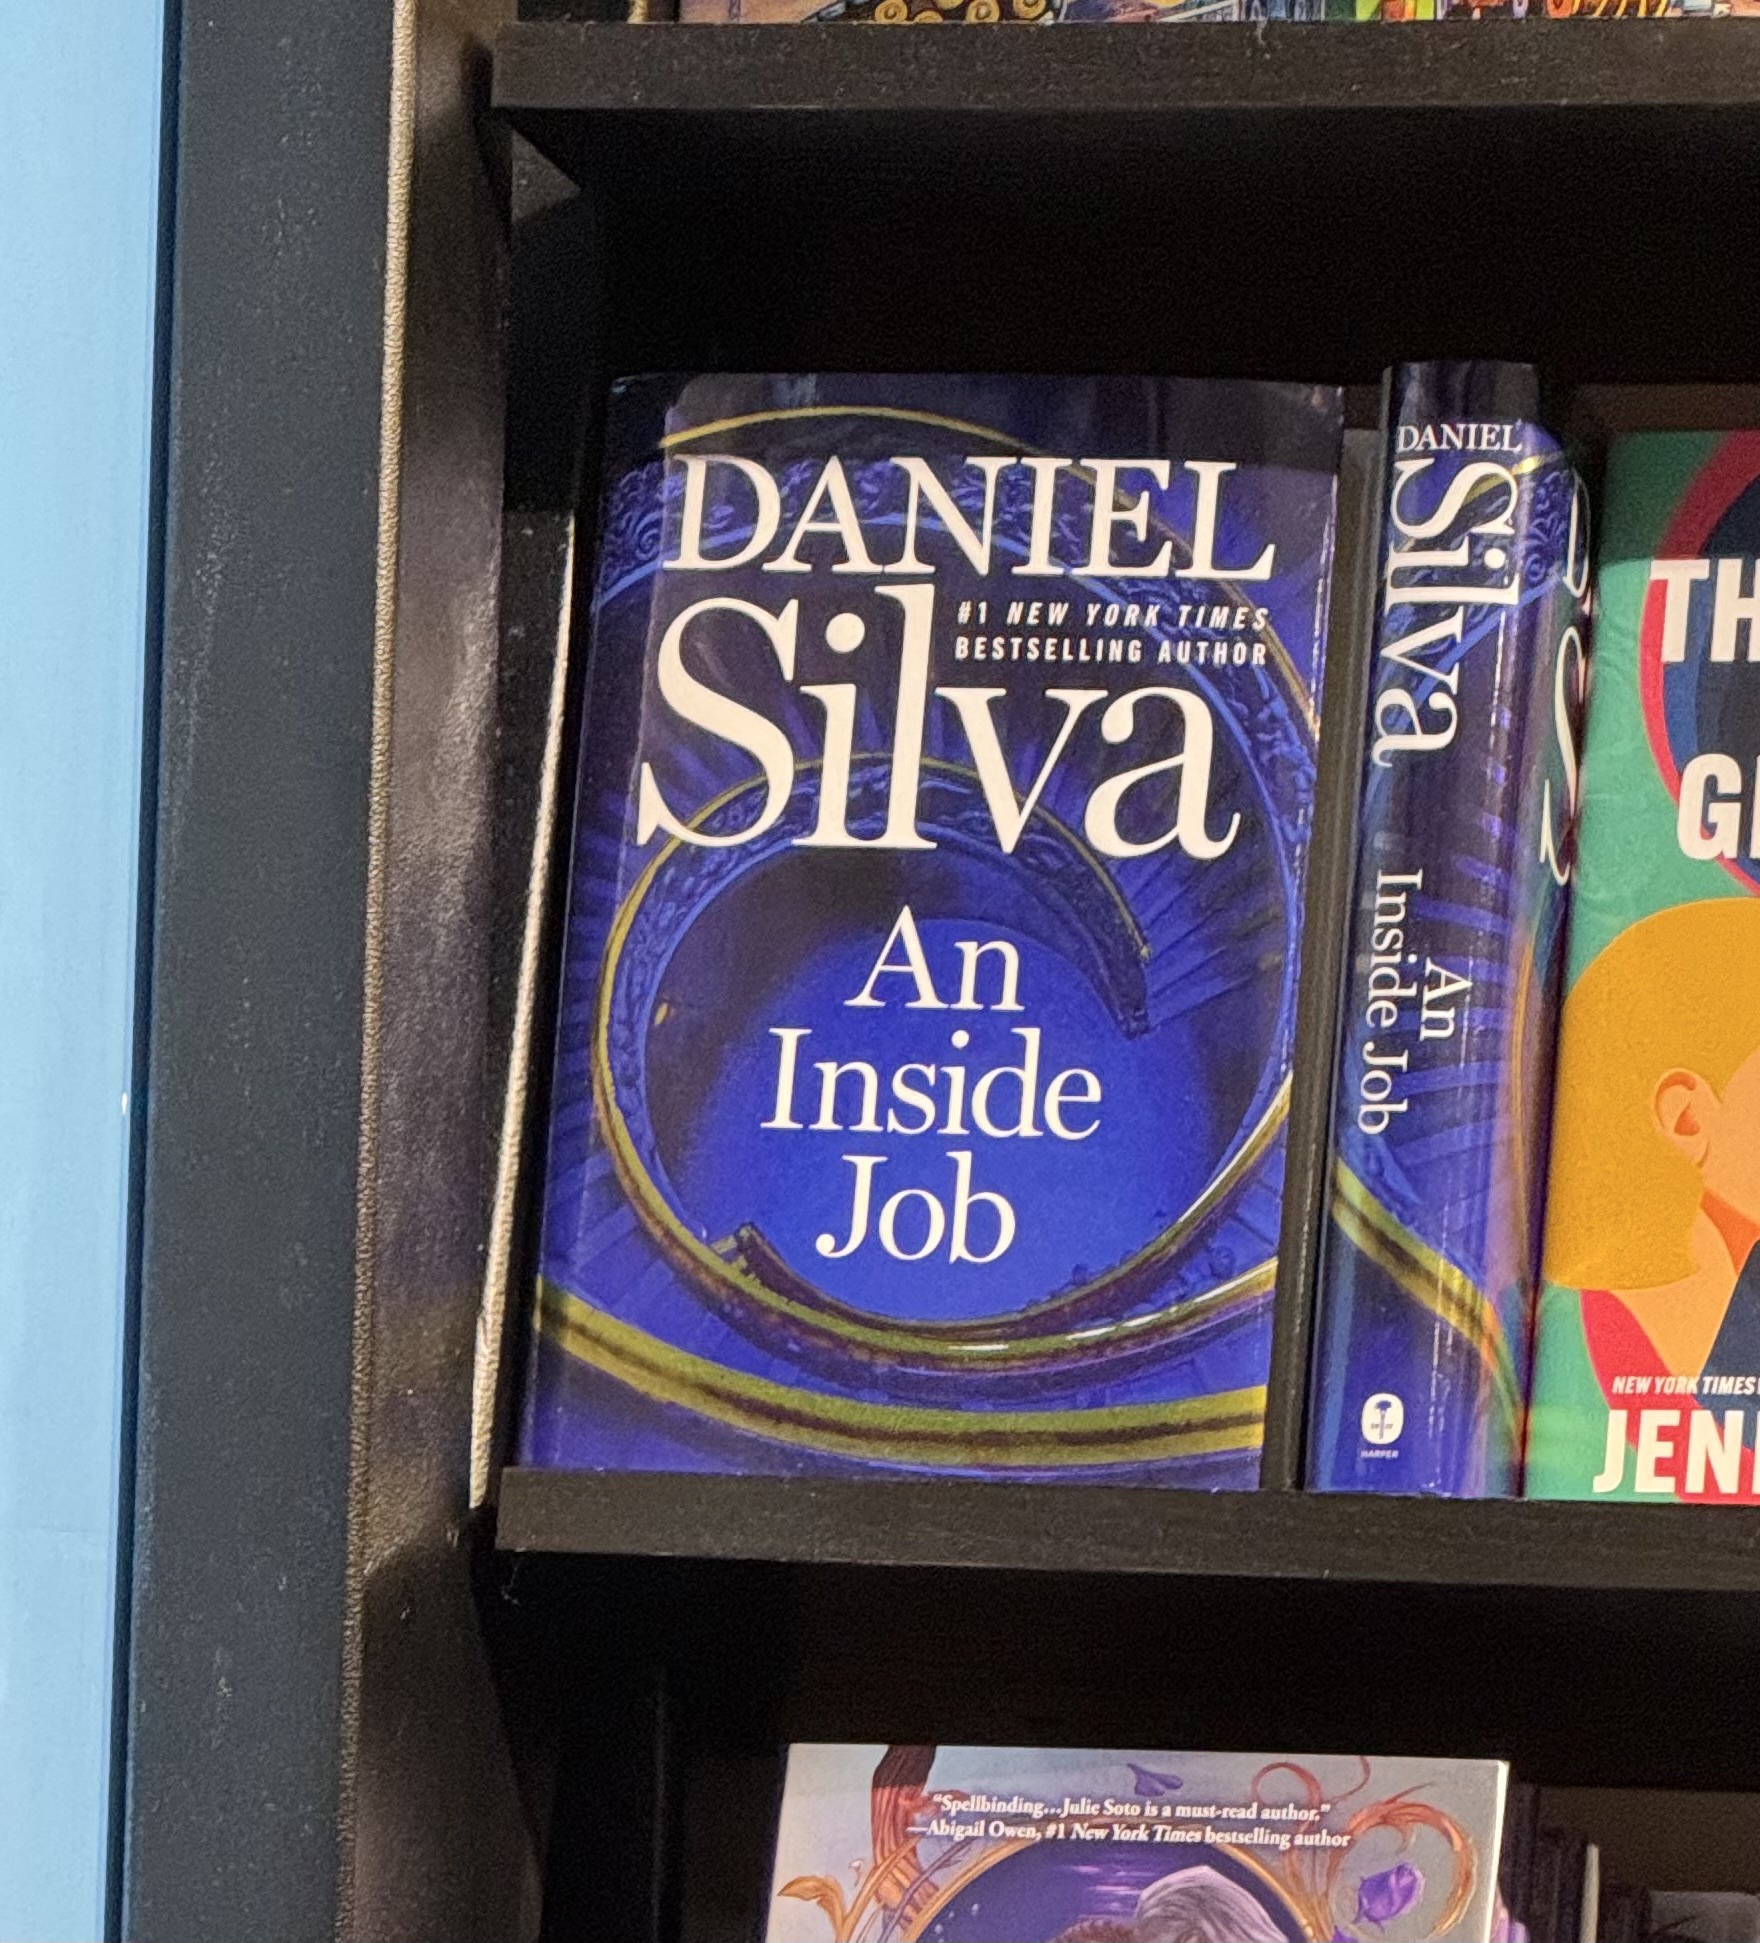 DANIEL
Silva
#1 NEW YORK TIMES
BESTSELLING AUTHOR
An
Inside
Job
DANIEL
Silva
An
Inside Job
HARPER
NEW YORK TIMES
“Spellbinding...Julie Soto is a must-read author.”
—Abigail Owen, #1 New York Times bestselling author